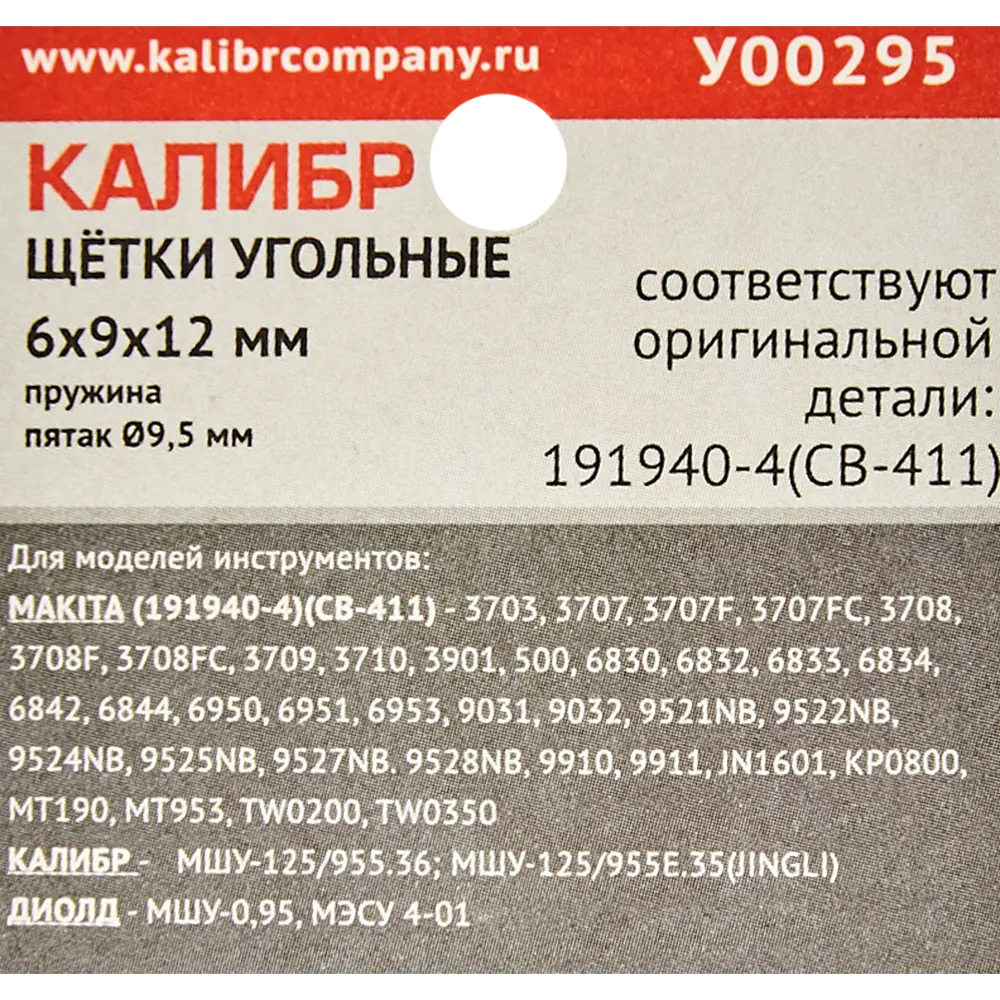 www.kalibrcompany.ru
У00295
КАЛИБР
ЩЁТКИ УГОЛЬНЫЕ
6х9х12 мм
пружина
пятак Ø9,5 мм
соответствуют
оригинальной
детали:
191940-4(СВ-411)
Для моделей инструментов:
MAKITA (191940-4)(СВ-411) - 3703, 3707, 3707F, 3707FC, 3708,
3708F, 3708FC, 3709, 3710, 3901, 500, 6830, 6832, 6833, 6834,
6842, 6844, 6950, 6951, 6953, 9031, 9032, 9521NB, 9522NB,
9524NB, 9525NB, 9527NB. 9528NB, 9910, 9911, JN1601, KP0800,
MT190, MT953, TW0200, TW0350
КАЛИБР - МШУ-125/955.36; МШУ-125/955Е.35(JINGLI)
ДИОЛД - МШУ-0,95, МЭСУ 4-01